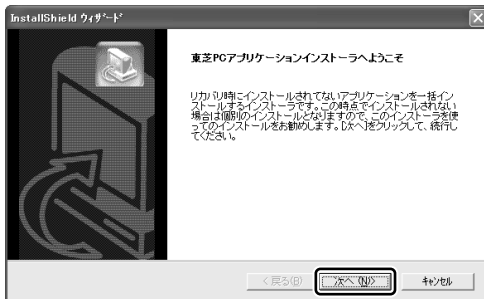 InstallShield ウィザード
東芝PCアプリケーションインストーラへようこそ
リカバリ時にインストールされてないアプリケーションを一括イン
ストールするインストーラです。この時点でインストールされない
場合は個別のインストールとなりますので、このインストーラを使
ってのインストールをお勧めします。[次へ]をクリックして、続行し
てください。
< 戻る(B)
次へ (N)>
キャンセル